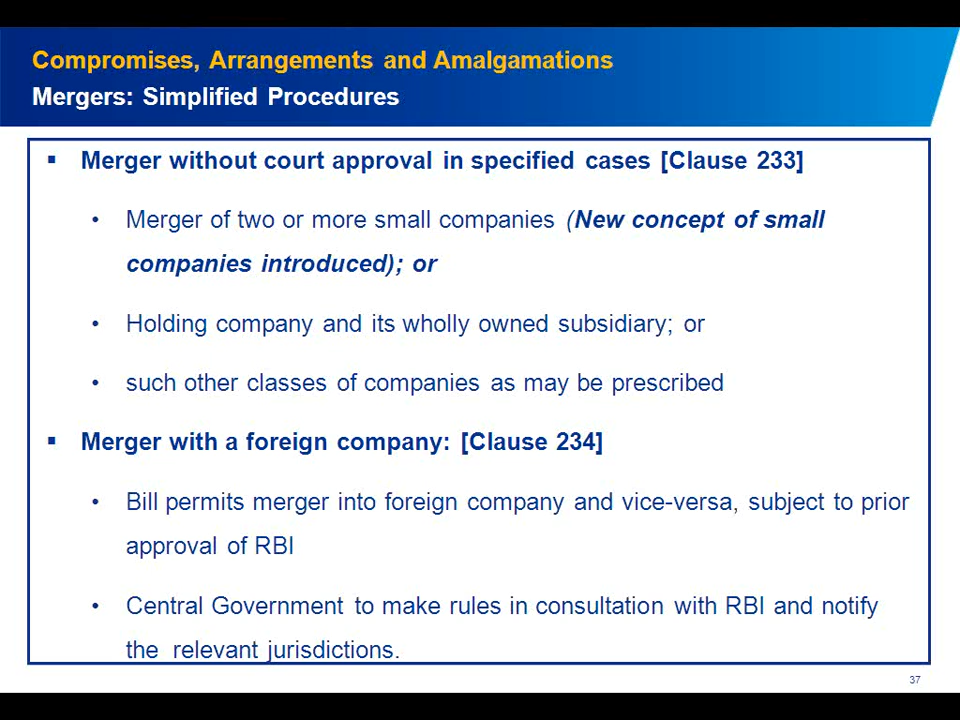 Compromises, Arrangements and Amalgamations
Mergers: Simplified Procedures
▪ Merger without court approval in specified cases [Clause 233]
• Merger of two or more small companies (New concept of small
companies introduced); or
• Holding company and its wholly owned subsidiary; or
• such other classes of companies as may be prescribed
▪ Merger with a foreign company: [Clause 234]
• Bill permits merger into foreign company and vice-versa, subject to prior
approval of RBI
• Central Government to make rules in consultation with RBI and notify
the relevant jurisdictions.
37